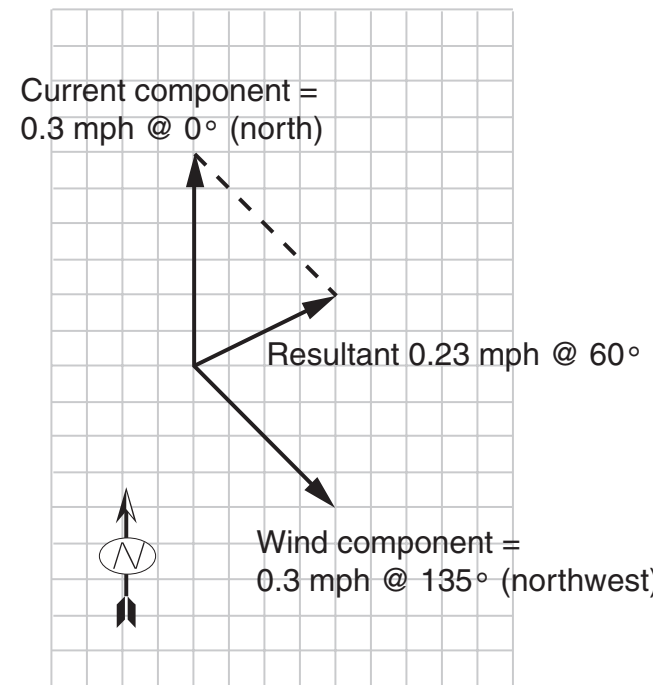 Current component =
0.3 mph @ 0° (north)
Resultant 0.23 mph @ 60°
N
Wind component =
0.3 mph @ 135° (northwest)